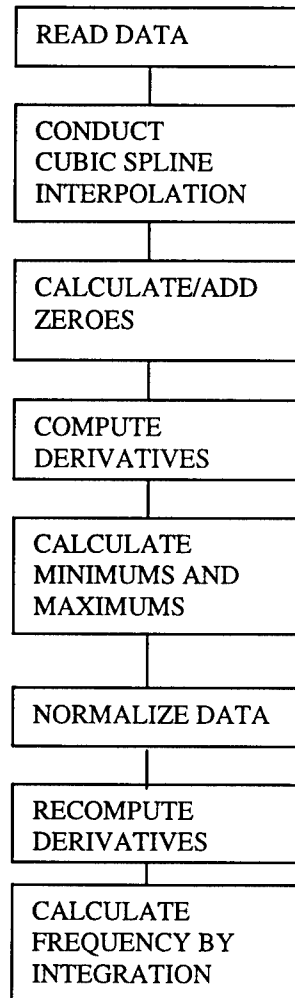 READ DATA
CONDUCT
CUBIC SPLINE
INTERPOLATION
CALCULATE/ADD
ZEROES
COMPUTE
DERIVATIVES
CALCULATE
MINIMUMS AND
MAXIMUMS
NORMALIZE DATA
RECOMPUTE
DERIVATIVES
CALCULATE
FREQUENCY BY
INTEGRATION